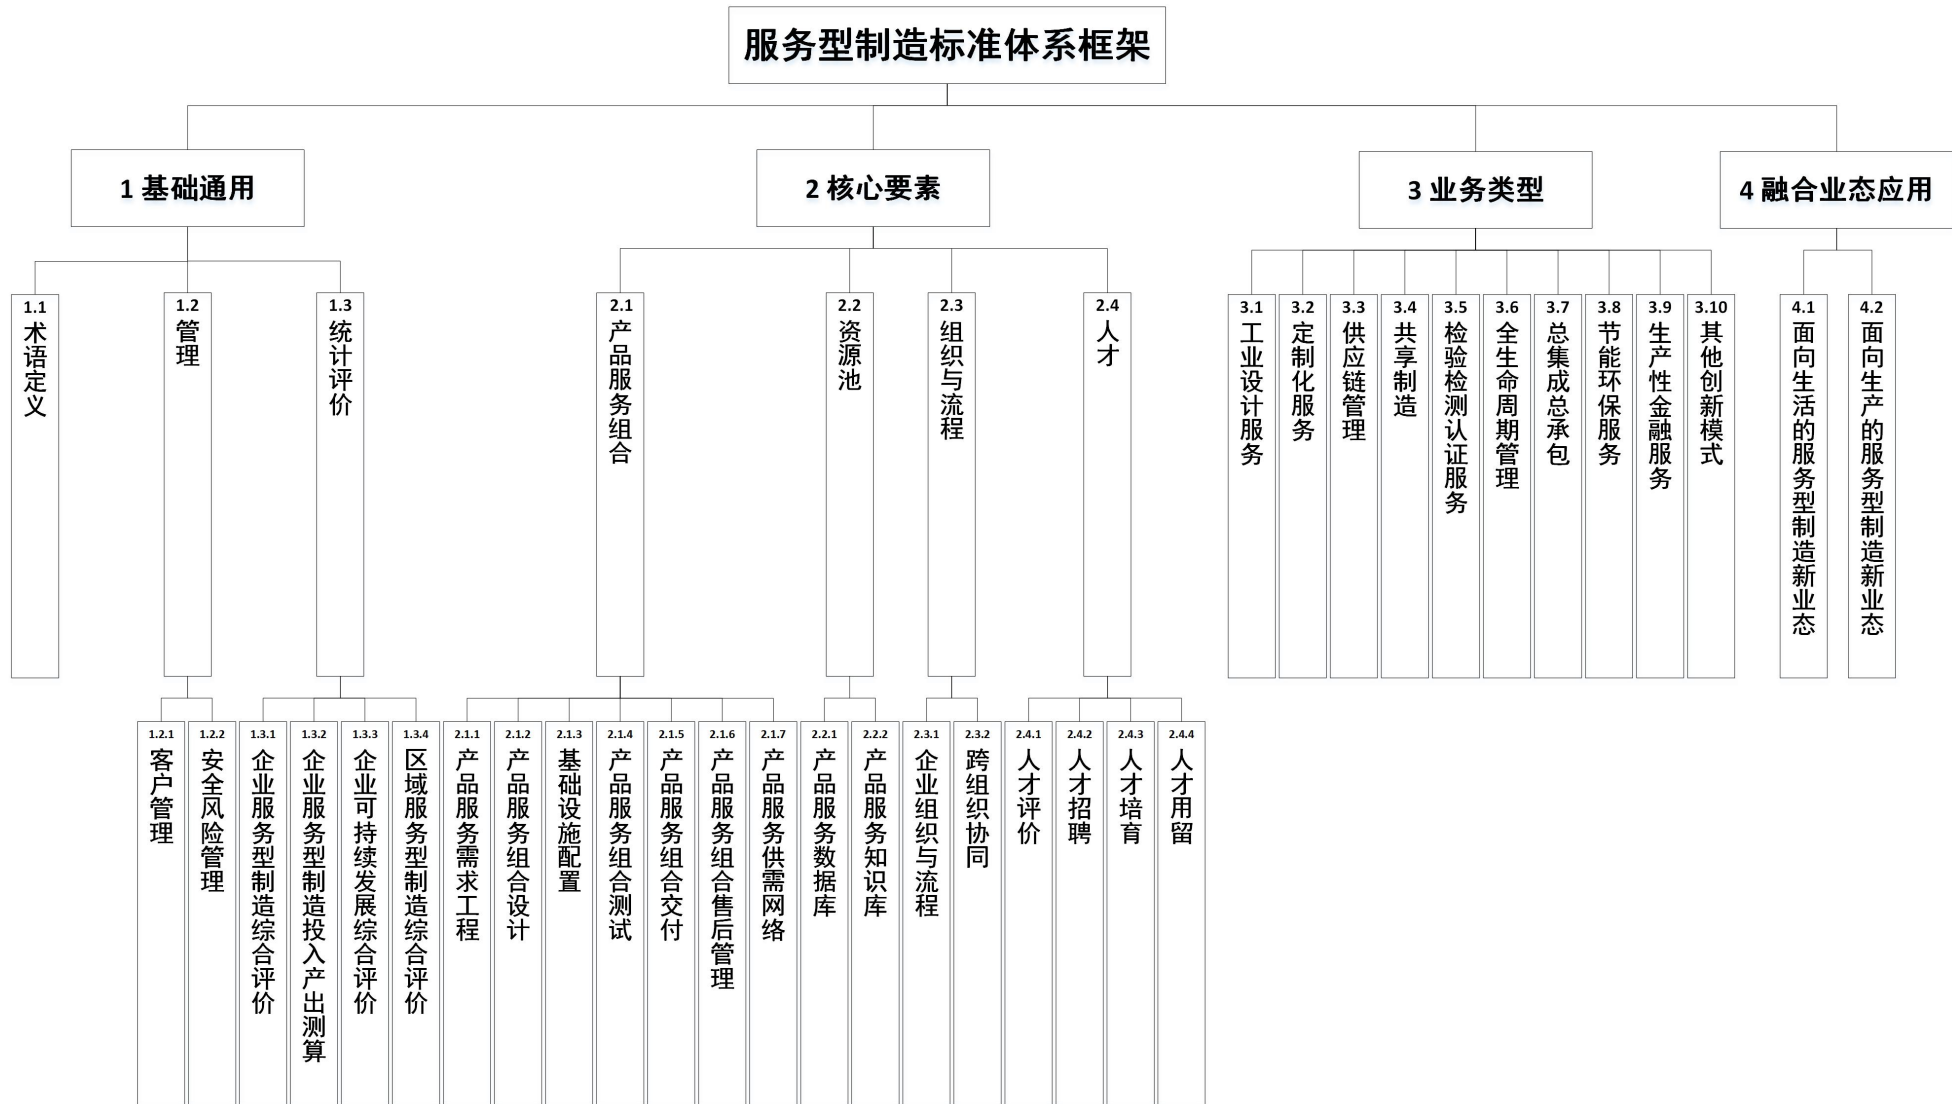 服务型制造标准体系框架
1 基础通用
2 核心要素
3 业务类型
4 融合业态应用
1.1
术语定义
1.2
管理
1.3
统计评价
2.1
产品服务组合
2.2
资源池
2.3
组织与流程
2.4
人才
3.1
工业设计服务
3.2
定制化服务
3.3
供应链管理
3.4
共享制造
3.5
检验检测认证服务
3.6
全生命周期管理
3.7
总集成总承包
3.8
节能环保服务
3.9
生产性金融服务
3.10
其他创新模式
4.1
面向生活的服务型制造新业态
4.2
面向生产的服务型制造新业态
1.2.1
客户管理
1.2.2
安全风险管理
1.3.1
企业服务型制造综合评价
1.3.2
企业服务型制造投入产出测算
1.3.3
企业可持续发展综合评价
1.3.4
区域服务型制造综合评价
2.1.1
产品服务需求工程
2.1.2
产品服务组合设计
2.1.3
基础设施配置
2.1.4
产品服务组合测试
2.1.5
产品服务组合交付
2.1.6
产品服务组合售后管理
2.1.7
产品服务供需网络
2.2.1
产品服务数据库
2.2.2
产品服务知识库
2.3.1
企业组织与流程
2.3.2
跨组织协同
2.4.1
人才评价
2.4.2
人才招聘
2.4.3
人才培育
2.4.4
人才用留